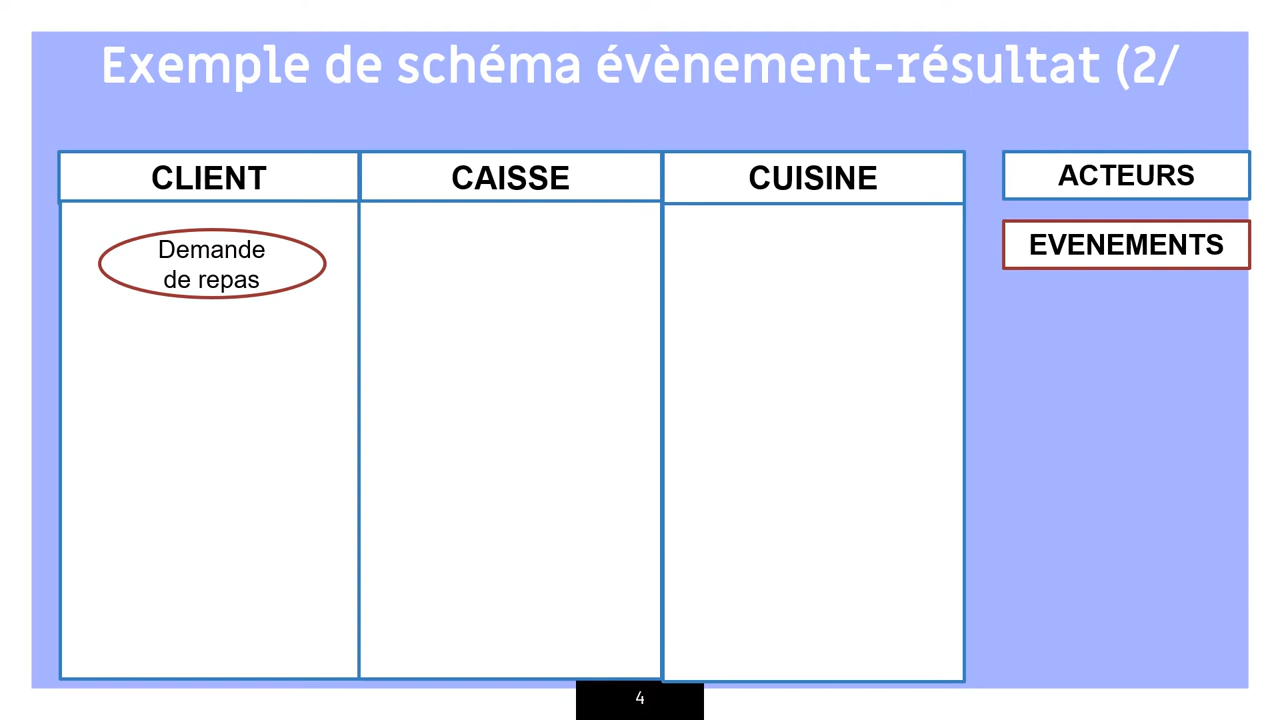 Exemple de schéma évènement-résultat (2/
CLIENT
CAISSE
CUISINE
ACTEURS
EVENEMENTS
Demande
de repas
4